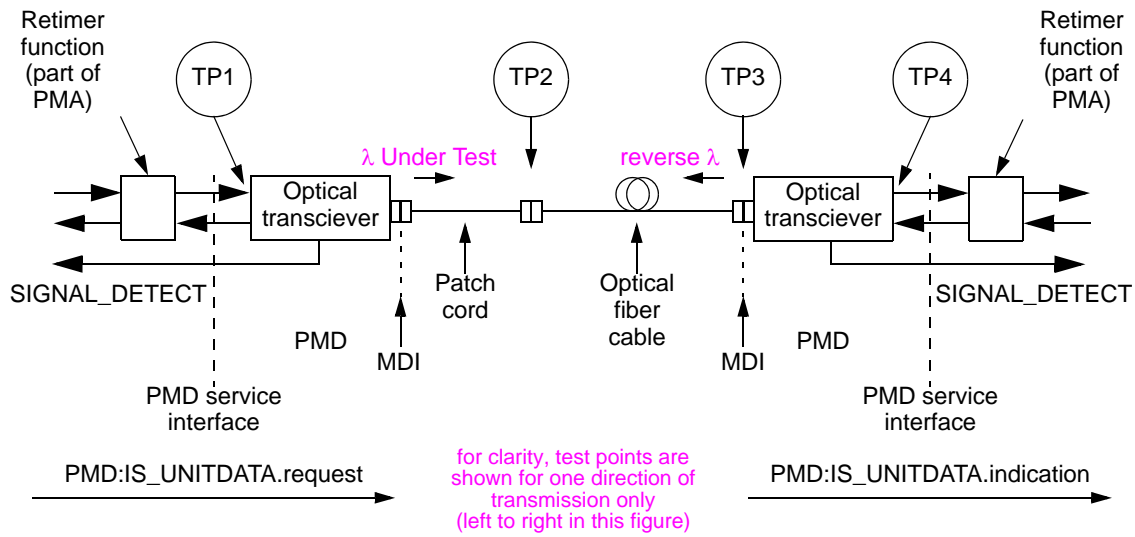 Retimer
function
(part of
PMA)
TP1
TP2
TP3
TP4
Retimer
function
(part of
PMA)
λ Under Test
reverse λ
Optical
transciever
Optical
transciever
SIGNAL_DETECT
Patch
cord
Optical
fiber
cable
SIGNAL_DETECT
PMD
MDI
MDI
PMD
PMD service
interface
PMD service
interface
PMD:IS_UNITDATA.request
for clarity, test points are
shown for one direction of
transmission only
(left to right in this figure)
PMD:IS_UNITDATA.indication